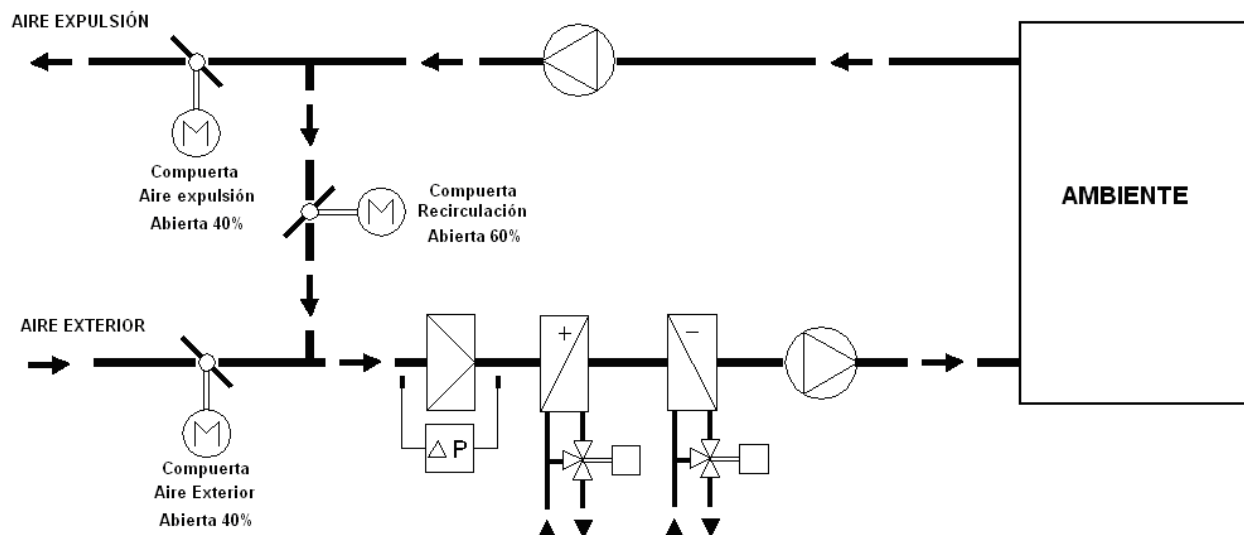 AIRE EXPULSIÓN
M
Compuerta
Aire expulsión
Abierta 40%
M
Compuerta
Recirculación
Abierta 60%
AMBIENTE
AIRE EXTERIOR
M
Compuerta
Aire Exterior
Abierta 40%
△ P
+
−